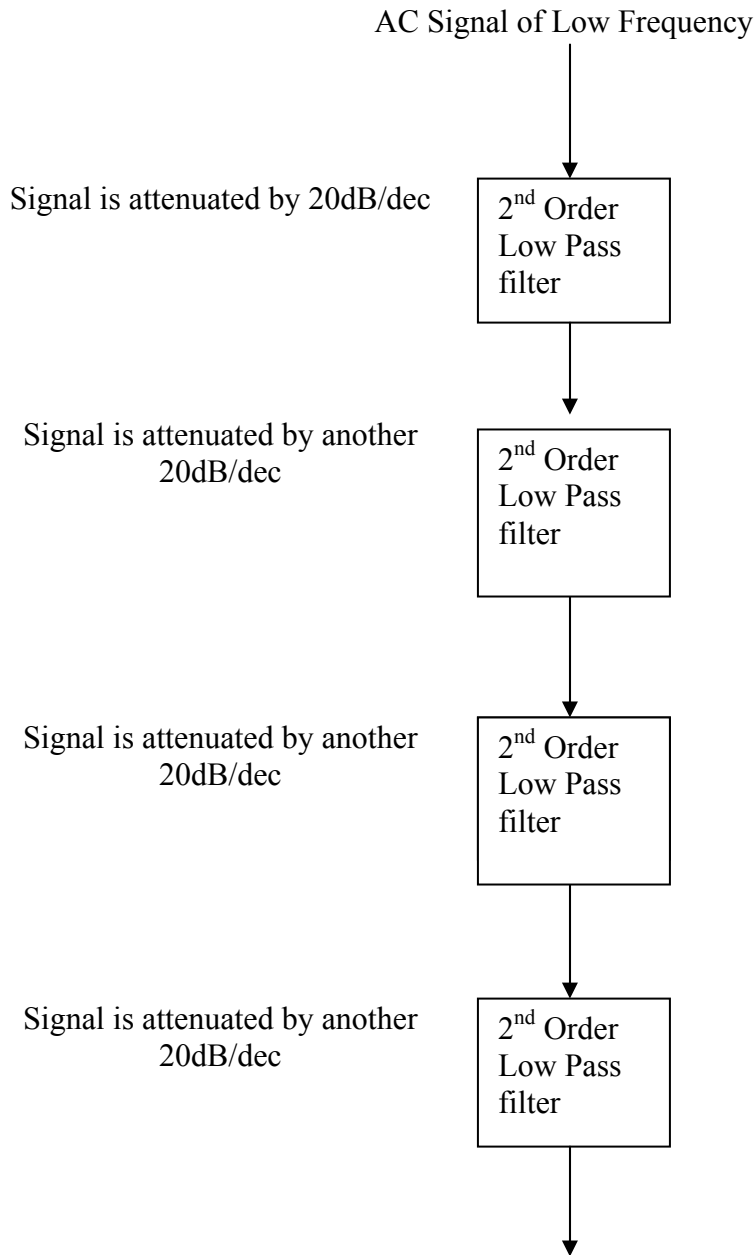 AC Signal of Low Frequency
Signal is attenuated by 20dB/dec
2nd Order
Low Pass
filter
Signal is attenuated by another
20dB/dec
2nd Order
Low Pass
filter
Signal is attenuated by another
20dB/dec
2nd Order
Low Pass
filter
Signal is attenuated by another
20dB/dec
2nd Order
Low Pass
filter